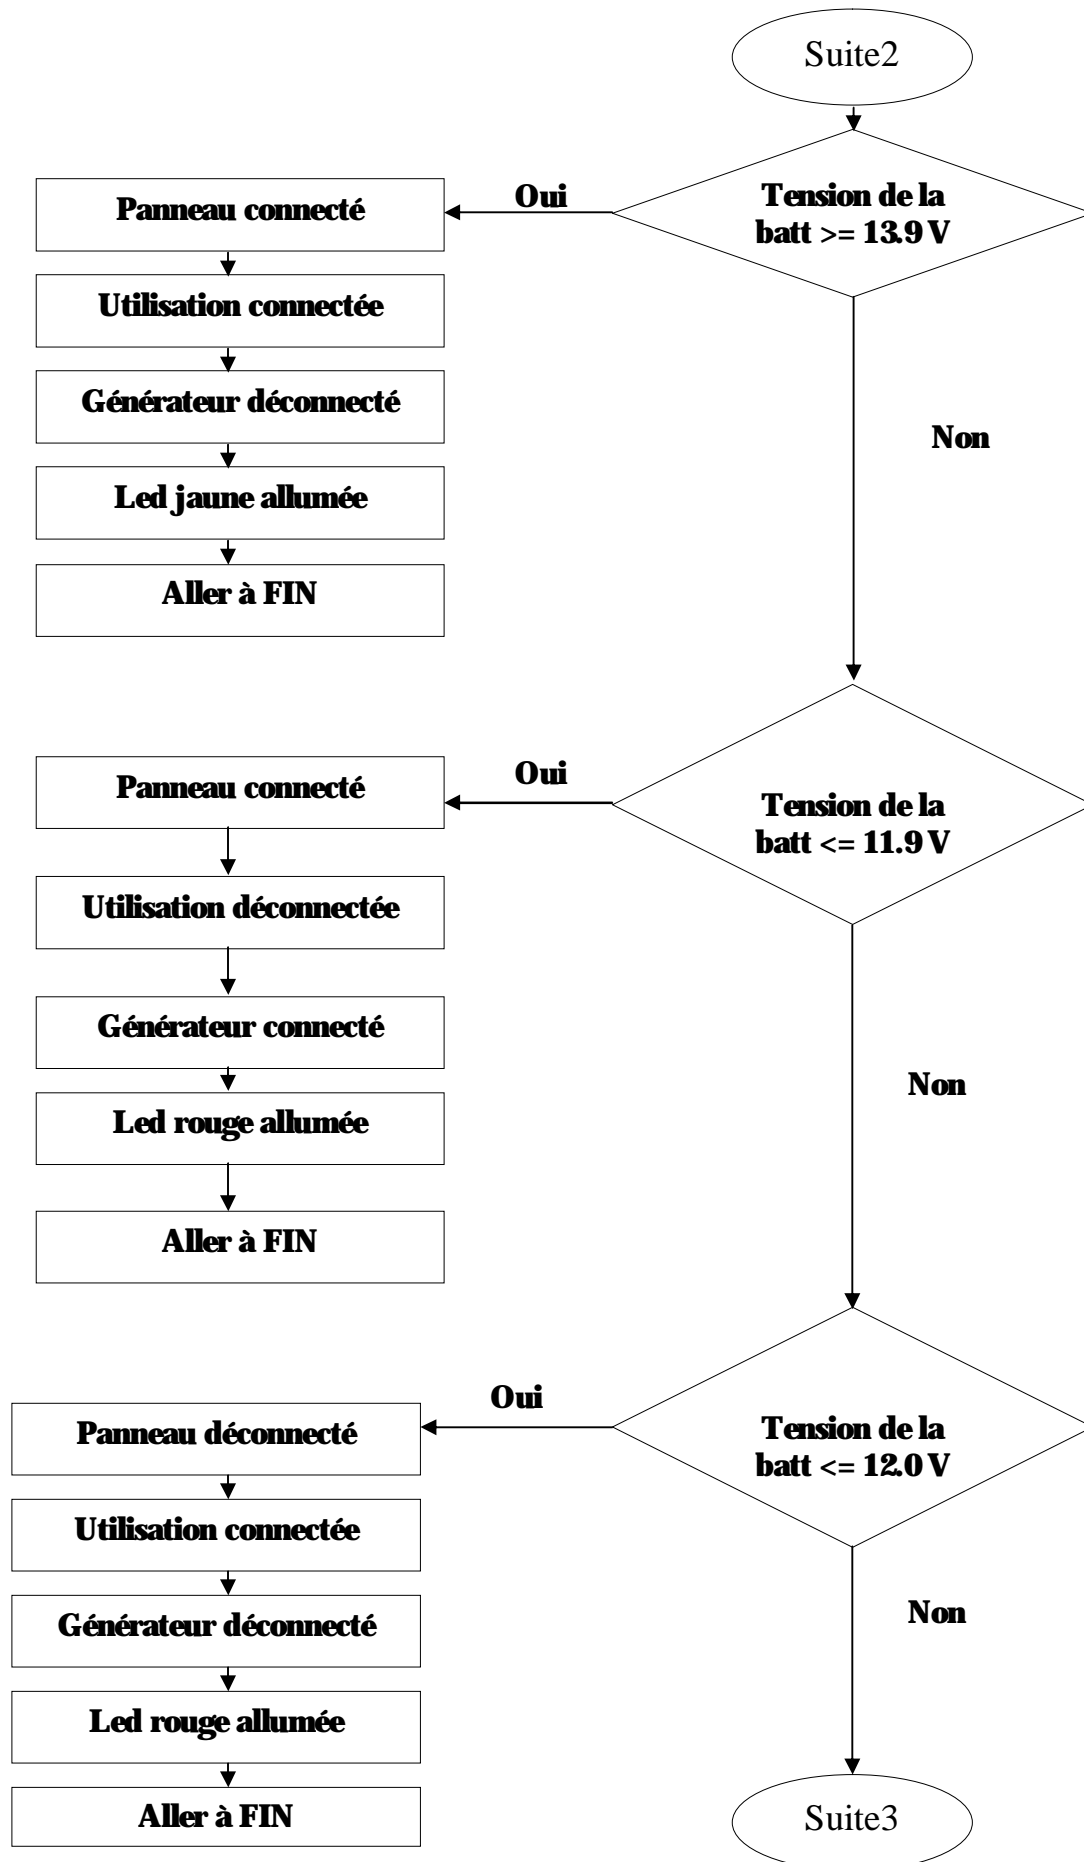 Suite2
Tension de la
batt >= 13.9 V
Oui
Panneau connecté
Utilisation connectée
Générateur déconnecté
Led jaune allumée
Aller à FIN
Non
Tension de la
batt <= 11.9 V
Oui
Panneau connecté
Utilisation déconnectée
Générateur connecté
Led rouge allumée
Aller à FIN
Non
Tension de la
batt <= 12.0 V
Oui
Panneau déconnecté
Utilisation connectée
Générateur déconnecté
Led rouge allumée
Aller à FIN
Non
Suite3